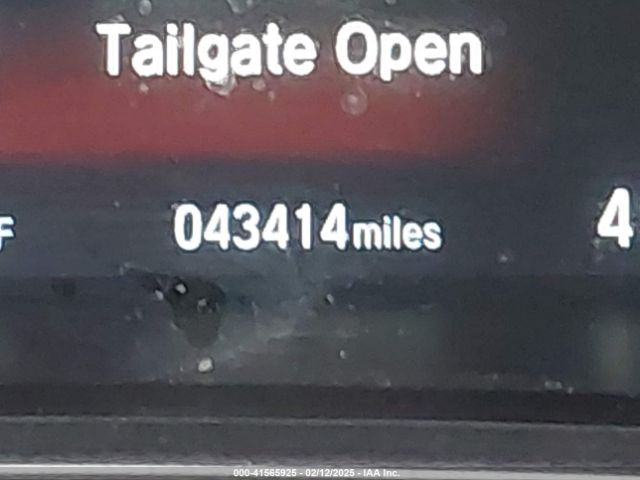 Tailgate Open
F 043414miles 4
000-41565925 - 02/12/2025 - IAA Inc.